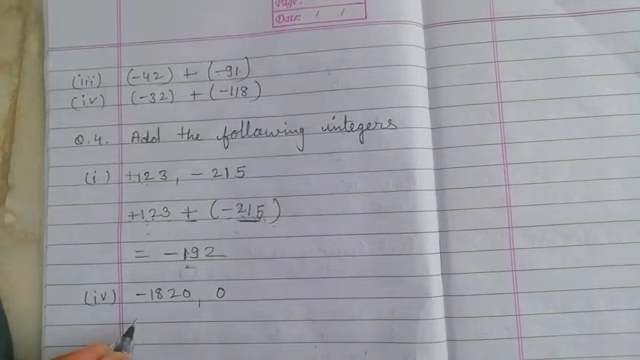 Page:
Date: / /
(iii) (-42) + (-91)
(iv) (-32) + (-118)
Q.4. Add the following integers
(i) +123, -215
+123 + (-215)
= -192
(iv) -1820, 0